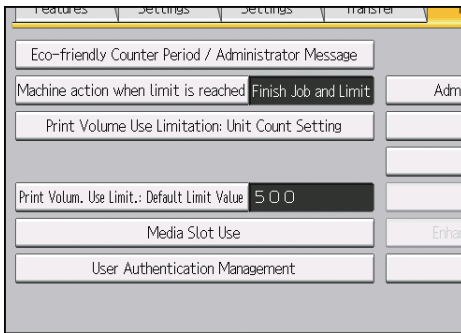 Features Settings Settings Transfer
Eco-friendly Counter Period / Administrator Message
Machine action when limit is reached Finish Job and Limit
Adm
Print Volume Use Limitation: Unit Count Setting
Print Volum. Use Limit.: Default Limit Value 500
Media Slot Use
Enha
User Authentication Management